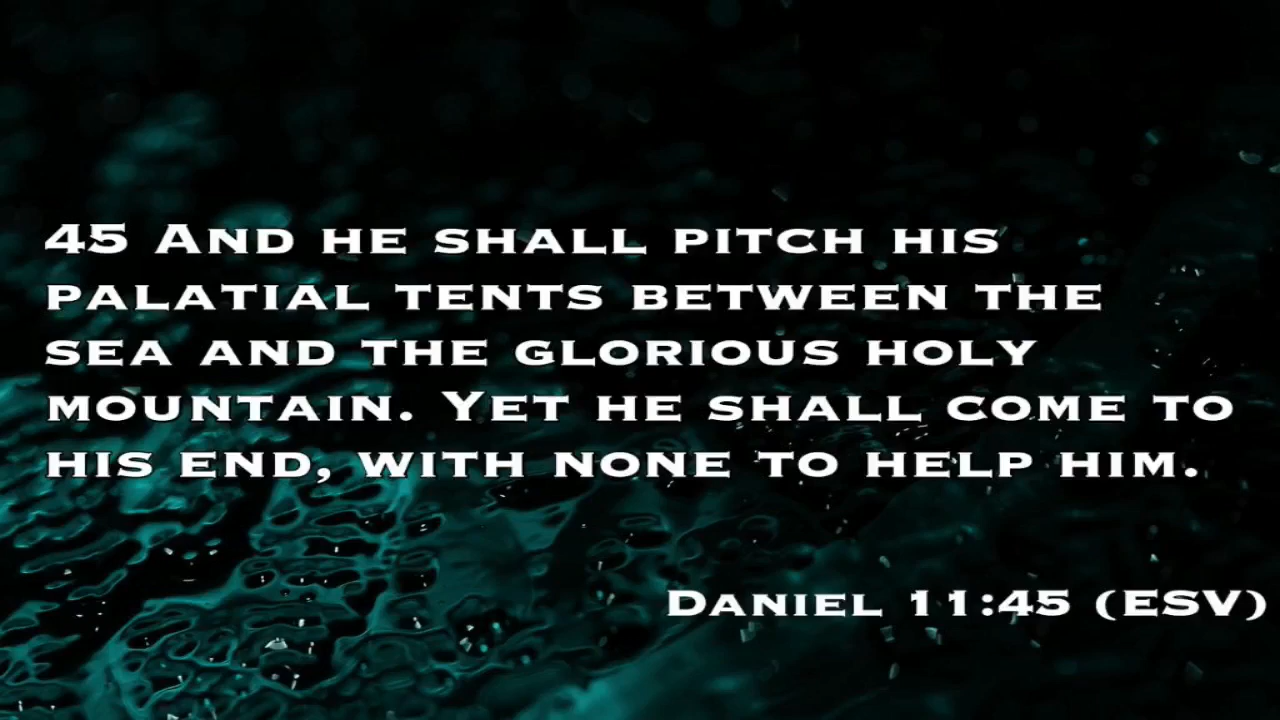 45 And he shall pitch his
palatial tents between the
sea and the glorious holy
mountain. Yet he shall come to
his end, with none to help him.
Daniel 11:45 (ESV)